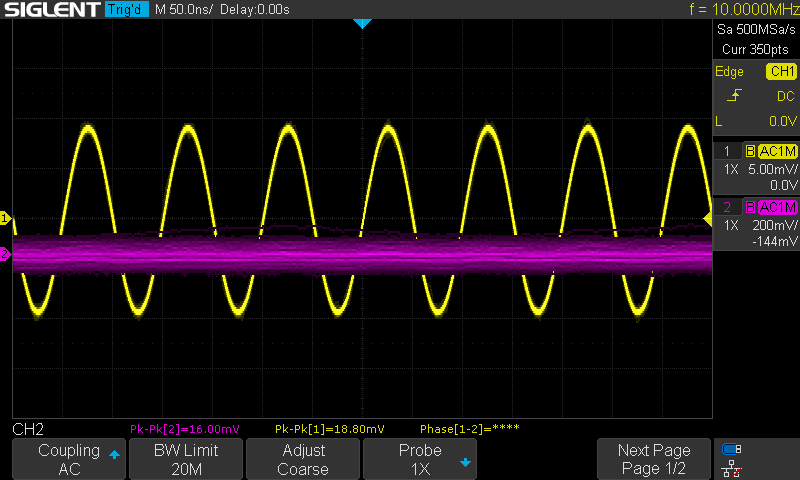 SIGLENT Trig'd M 50.0ns/ Delay:0.00s f = 10.0000MHz
Sa 500MSa/s
Curr 350pts
Edge CH1
DC
L 0.0V
1 B AC1M
1X 5.00mV/
0.0V
2 B AC1M
1X 200mV/
-144mV
1
2
CH2 Pk-Pk[2]=16.00mV Pk-Pk[1]=18.80mV Phase[1-2]=****
Coupling BW Limit Adjust Probe Next Page
AC 20M Coarse 1X Page 1/2